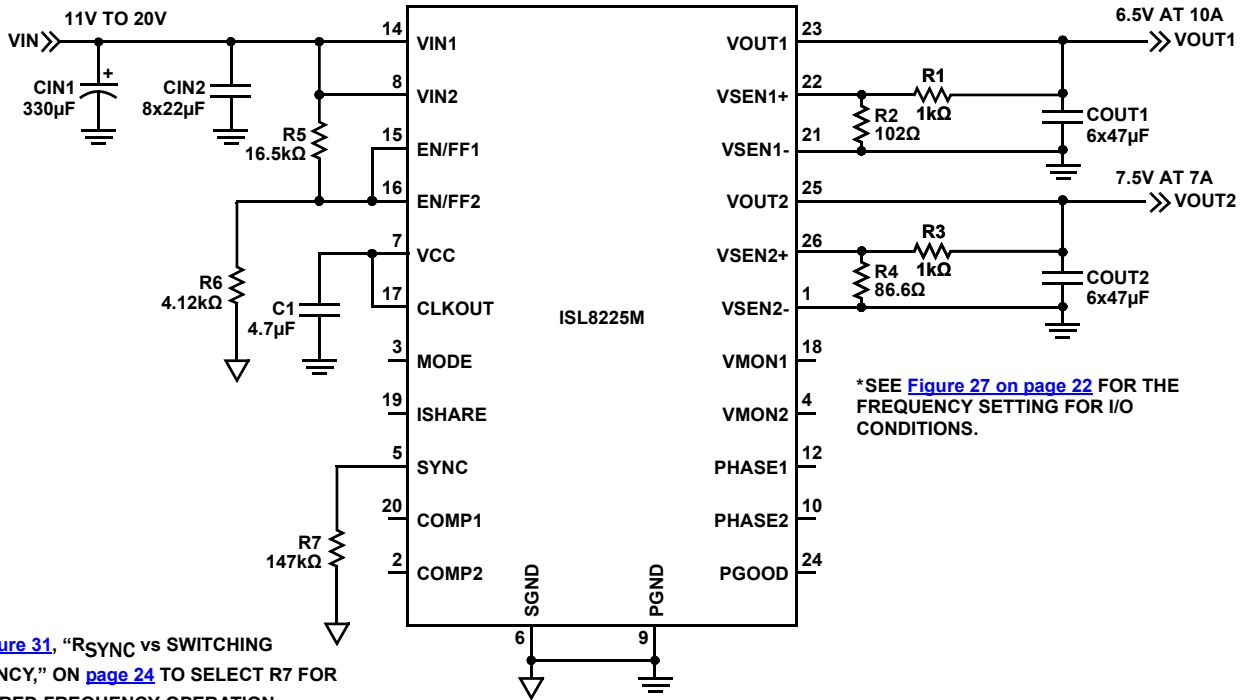 11V TO 20V
VIN
CIN1
330µF
+
CIN2
8x22µF
R5
16.5kΩ
R6
4.12kΩ
C1
4.7µF
R7
147kΩ
14
VIN1
8
VIN2
15
EN/FF1
16
EN/FF2
7
VCC
17
CLKOUT
3
MODE
19
ISHARE
5
SYNC
20
COMP1
2
COMP2
ISL8225M
SGND
6
PGND
9
VOUT1
23
VSEN1+
22
VSEN1-
21
VOUT2
25
VSEN2+
26
VSEN2-
1
VMON1
18
VMON2
4
PHASE1
12
PHASE2
10
PGOOD
24
6.5V AT 10A
VOUT1
R1
1kΩ
R2
102Ω
COUT1
6x47µF
7.5V AT 7A
VOUT2
R3
1kΩ
R4
86.6Ω
COUT2
6x47µF
*SEE Figure 27 on page 22 FOR THE
FREQUENCY SETTING FOR I/O
CONDITIONS.
31, “RSYNC vs SWITCHING
ON page 24 TO SELECT R7 FOR